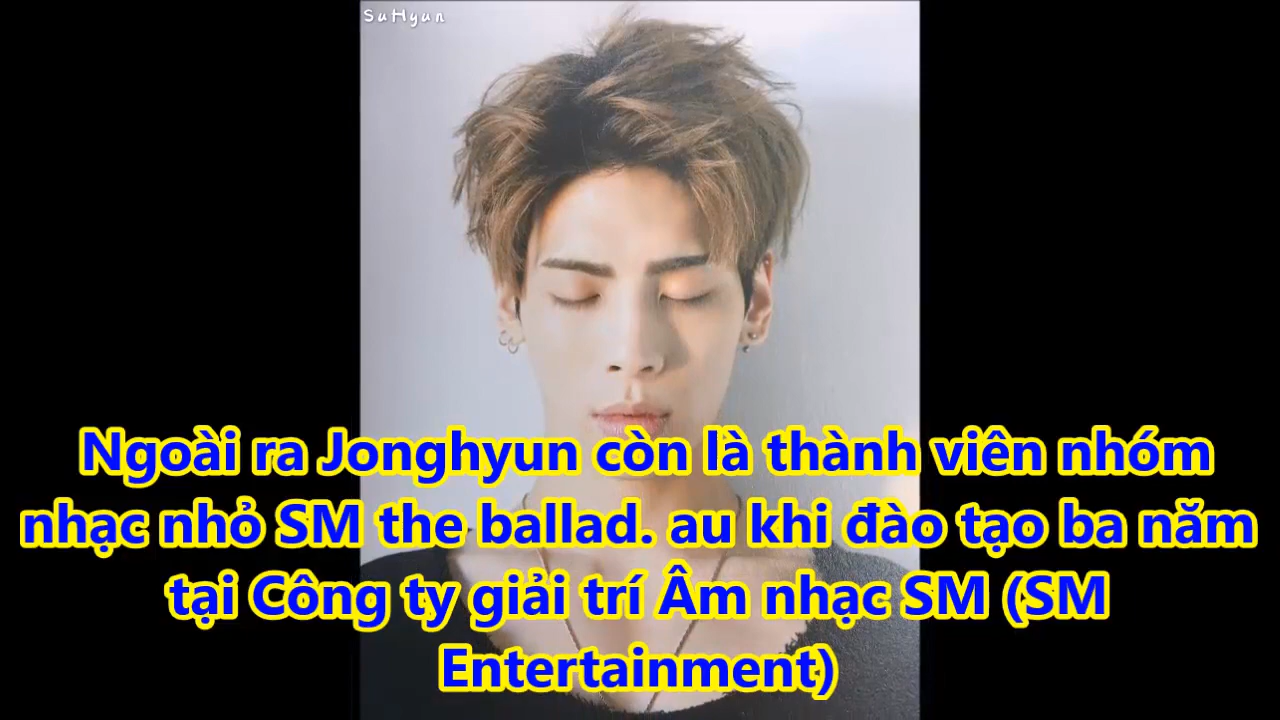 SuHyun
Ngoài ra Jonghyun còn là thành viên nhóm
nhạc nhỏ SM the ballad. au khi đào tạo ba năm
tại Công ty giải trí Âm nhạc SM (SM
Entertainment)